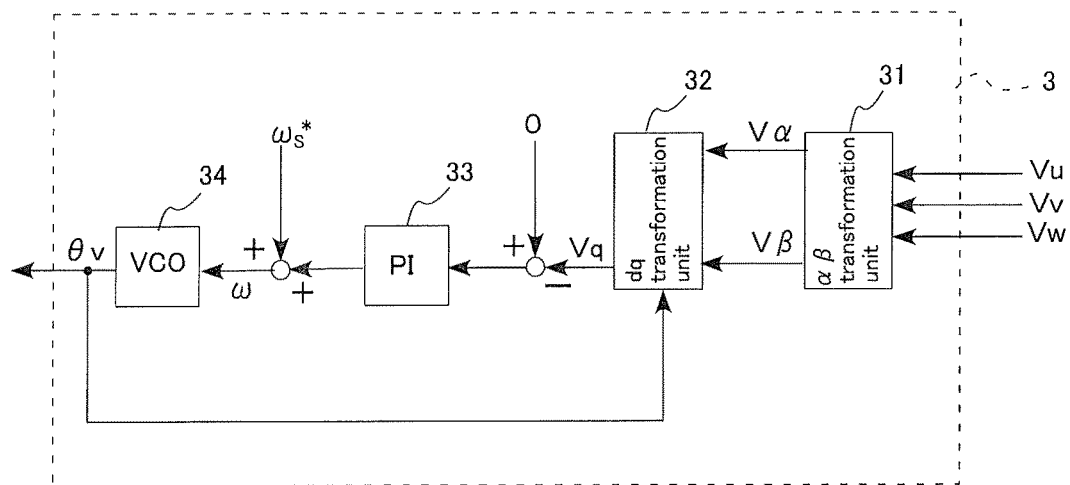 3
31
32
0
ωs*
33
34
Vα
Vβ
αβ
transformation
unit
Vu
Vv
Vw
dq
transformation
unit
Vq
+
−
PI
+
+
ω
VCO
θv